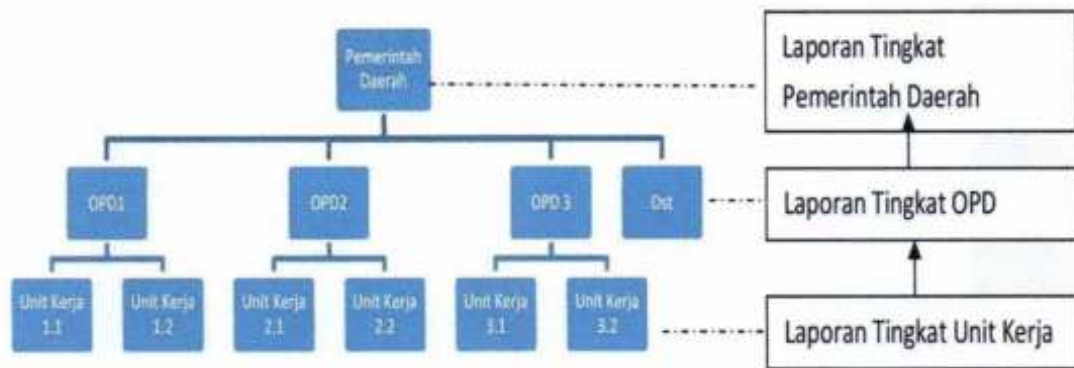 Pemerintah
Daerah
Laporan Tingkat
Pemerintah Daerah
OPD1
OPD2
OPD 3
Ost
Laporan Tingkat OPD
Unit Kerja
1.1
Unit Kerja
1.2
Unit Kerja
2.1
Unit Kerja
2.2
Unit Kerja
3.1
Unit Kerja
3.2
Laporan Tingkat Unit Kerja